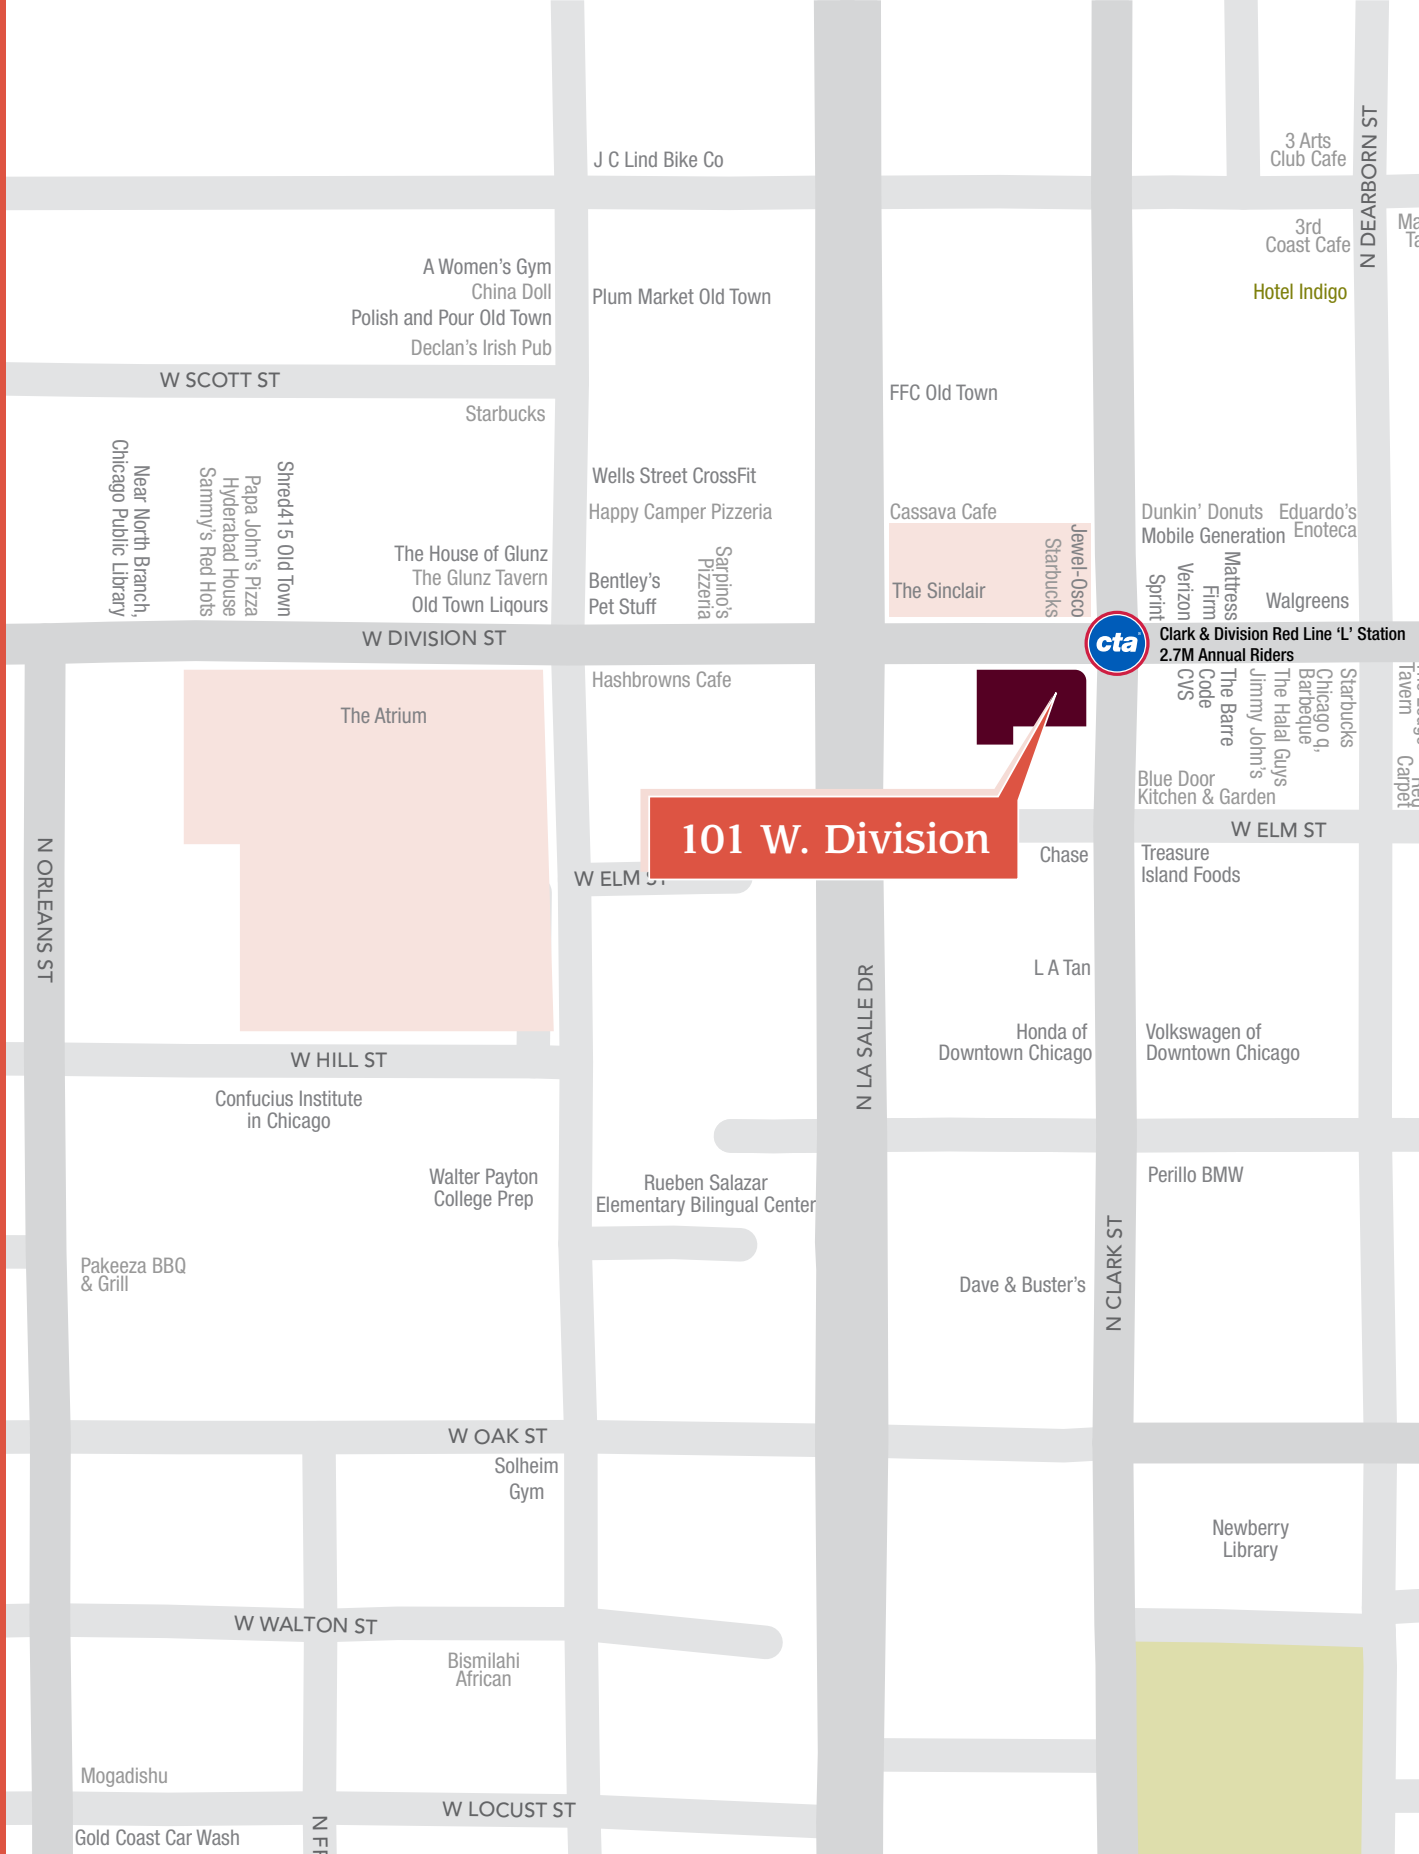 3 Arts
Club Cafe
J C Lind Bike Co
N DEARBORN ST
3rd
Coast Cafe
A Women's Gym
China Doll
Plum Market Old Town
Hotel Indigo
Polish and Pour Old Town
Declan's Irish Pub
W SCOTT ST
FFC Old Town
Starbucks
Near North Branch,
Chicago Public Library
Shred415 Old Town
Papa John's Pizza
Hyderabad House
Sammy's Red Hots
Wells Street CrossFit
Happy Camper Pizzeria
Cassava Cafe
Dunkin' Donuts
Eduardo's
Enoteca
Mobile Generation
The House of Glunz
The Glunz Tavern
Old Town Liqours
Bentley's
Pet Stuff
Sarpino's
Pizzeria
The Sinclair
Jewel-Osco
Starbucks
Mattress
Firm
Verizon
Sprint
Walgreens
W DIVISION ST
cta
Clark & Division Red Line 'L' Station
2.7M Annual Riders
Hashbrowns Cafe
The Atrium
Starbucks
Chicago q,
Barbeque
The Halal Guys
Jimmy John's
The Barre
Code
CVS
Tavern
Carpet
Blue Door
Kitchen & Garden
101 W. Division
W ELM ST
W ELM ST
Chase
Treasure
Island Foods
N ORLEANS ST
L A Tan
N LA SALLE DR
Honda of
Downtown Chicago
Volkswagen of
Downtown Chicago
W HILL ST
Confucius Institute
in Chicago
Walter Payton
College Prep
Rueben Salazar
Elementary Bilingual Center
Perillo BMW
Pakeeza BBQ
& Grill
Dave & Buster's
N CLARK ST
W OAK ST
Solheim
Gym
Newberry
Library
W WALTON ST
Bismilahi
African
Mogadishu
W LOCUST ST
Gold Coast Car Wash
N